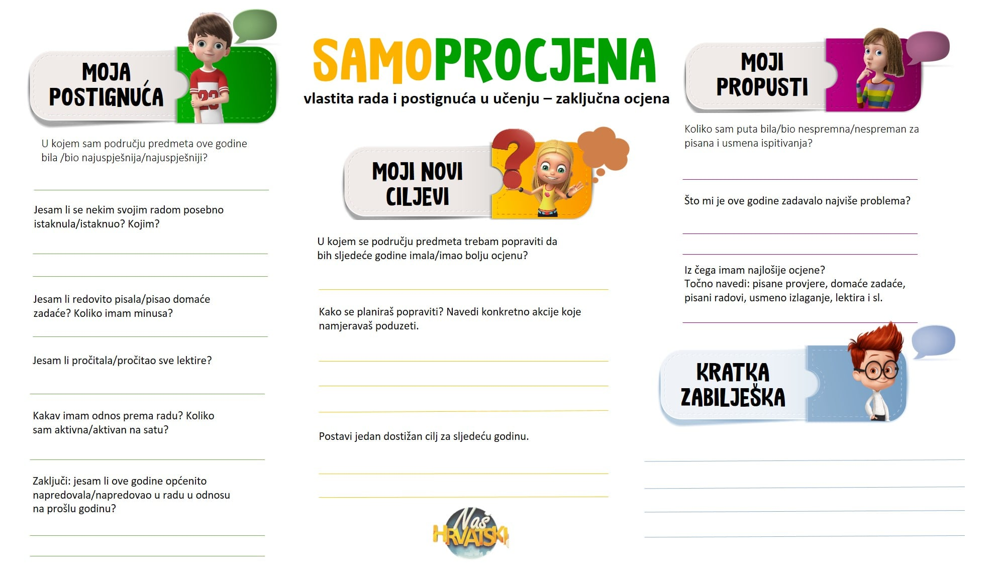 SAMOPROCJENA
vlastita rada i postignuća u učenju – zaključna ocjena
MOJA
POSTIGNUĆA
23
U kojem sam području predmeta ove godine
bila /bio najuspješnija/najuspješniji?
Jesam li se nekim svojim radom posebno
istaknula/istaknuo? Kojim?
Jesam li redovito pisala/pisao domaće
zadaće? Koliko imam minusa?
Jesam li pročitala/pročitao sve lektire?
Kakav imam odnos prema radu? Koliko
sam aktivna/aktivan na satu?
Zaključi: jesam li ove godine općenito
napredovala/napredovao u radu u odnosu
na prošlu godinu?
MOJI NOVI
CILJEVI
?
U kojem se području predmeta trebam popraviti da
bih sljedeće godine imala/imao bolju ocjenu?
Kako se planiraš popraviti? Navedi konkretno akcije koje
namjeravaš poduzeti.
Postavi jedan dostižan cilj za sljedeću godinu.
Naš
HRVATSKI
MOJI
PROPUSTI
Koliko sam puta bila/bio nespremna/nespreman za
pisana i usmena ispitivanja?
Što mi je ove godine zadavalo najviše problema?
Iz čega imam najlošije ocjene?
Točno navedi: pisane provjere, domaće zadaće,
pisani radovi, usmeno izlaganje, lektira i sl.
KRATKA
ZABILJEŠKA